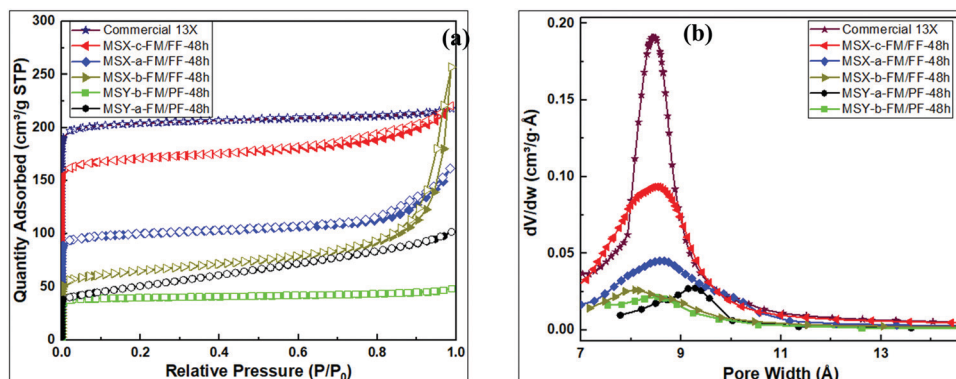 (a)
Quantity Adsorbed (cm³/g STP)
300
250
200
150
100
50
0
Commercial 13X
MSX-c-FM/FF-48h
MSX-a-FM/FF-48h
MSX-b-FM/FF-48h
MSY-b-FM/PF-48h
MSY-a-FM/PF-48h
0.0 0.2 0.4 0.6 0.8 1.0
Relative Pressure (P/P₀)
(b)
dV/dw (cm³/g·Å)
0.20
0.15
0.10
0.05
0.00
Commercial 13X
MSX-c-FM/FF-48h
MSX-a-FM/FF-48h
MSX-b-FM/FF-48h
MSY-a-FM/PF-48h
MSY-b-FM/PF-48h
7 9 11 13
Pore Width (Å)